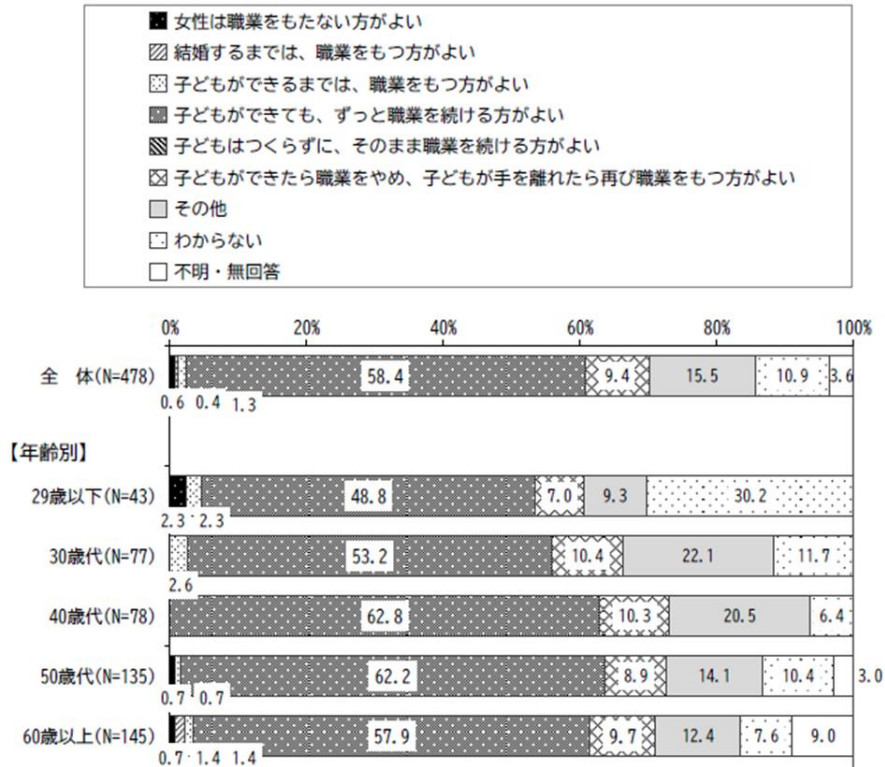 女性は職業をもたない方がよい
結婚するまでは、職業をもつ方がよい
子どもができるまでは、職業をもつ方がよい
子どもができても、ずっと職業を続ける方がよい
子どもはつくらずに、そのまま職業を続ける方がよい
子どもができたら職業をやめ、子どもが手を離れたら再び職業をもつ方がよい
その他
わからない
不明・無回答
0% 20% 40% 60% 80% 100%
全 体(N=478) 58.4 9.4 15.5 10.9 3.6
0.6 0.4 1.3
【年齢別】
29歳以下(N=43) 48.8 7.0 9.3 30.2
2.3 2.3
30歳代(N=77) 53.2 10.4 22.1 11.7
2.6
40歳代(N=78) 62.8 10.3 20.5 6.4
50歳代(N=135) 62.2 8.9 14.1 10.4 3.0
0.7 0.7
60歳以上(N=145) 57.9 9.7 12.4 7.6 9.0
0.7 1.4 1.4